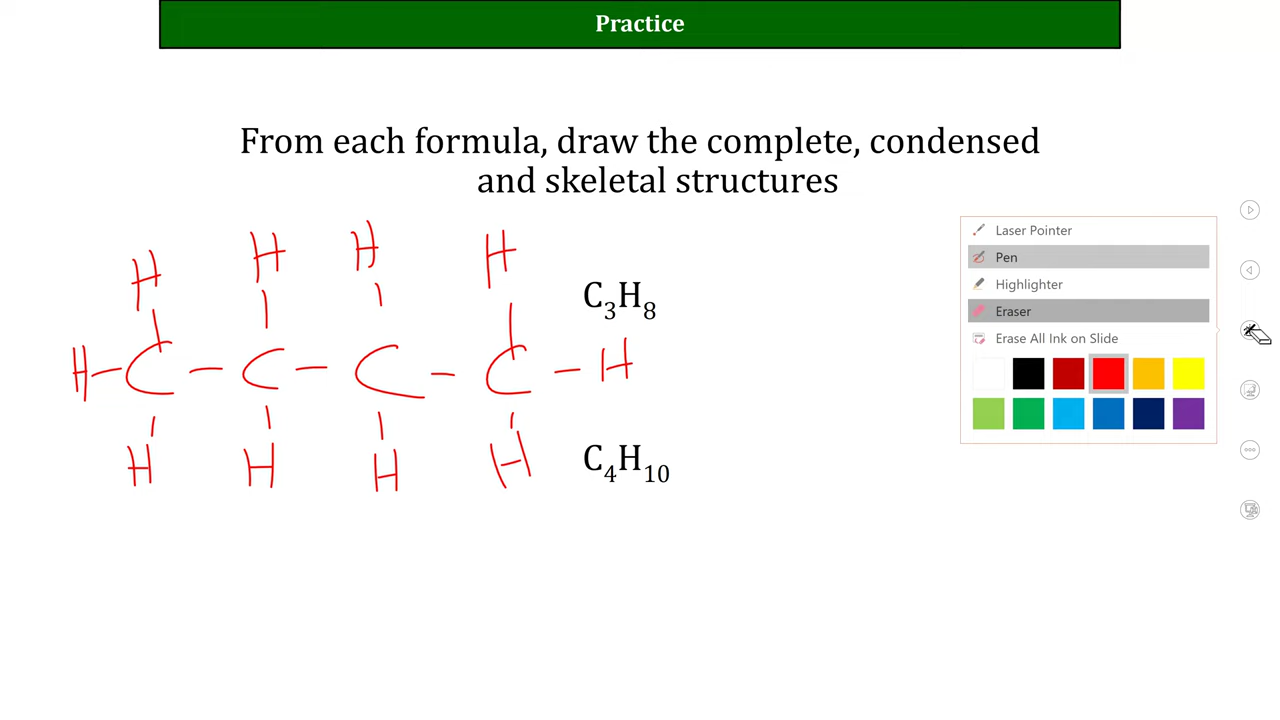 Practice
From each formula, draw the complete, condensed
and skeletal structures
H H H H
H-C-C-C-C-H
H H H H
C₃H₈
C₄H₁₀
Laser Pointer
Pen
Highlighter
Eraser
Erase All Ink on Slide